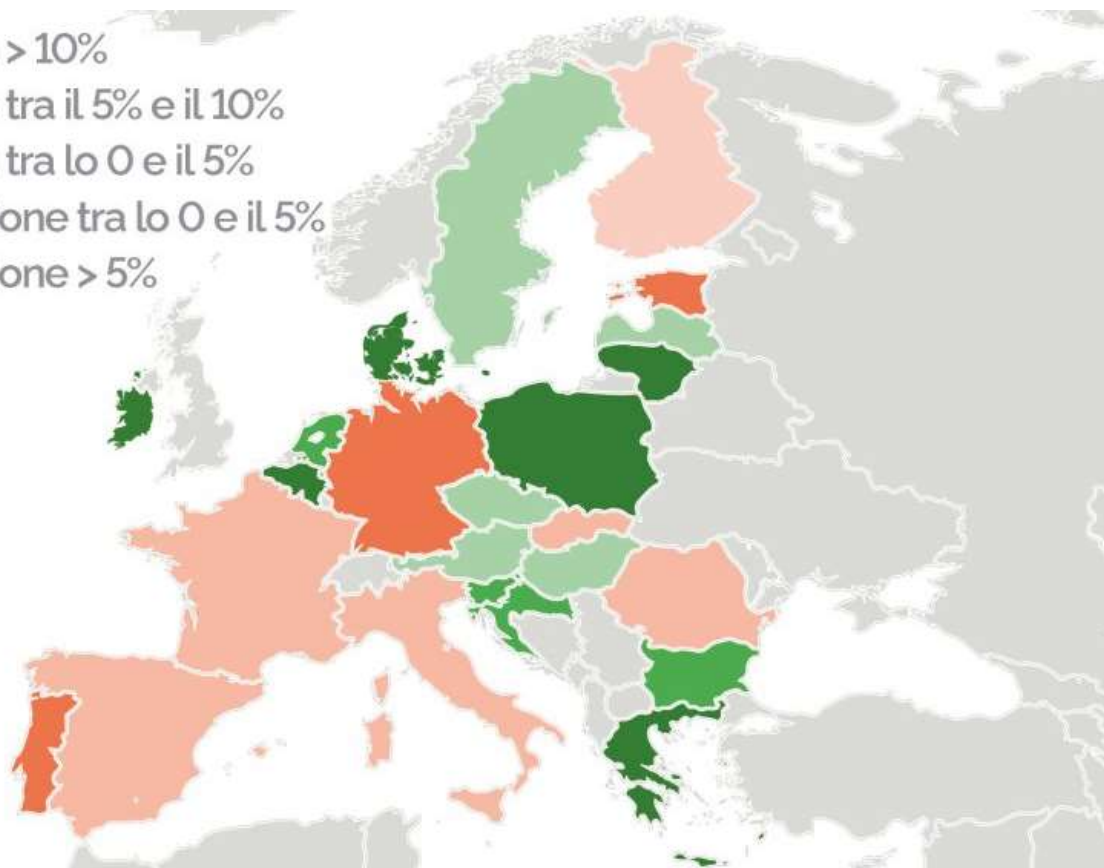 > 10%
tra il 5% e il 10%
tra lo 0 e il 5%
one tra lo 0 e il 5%
one > 5%